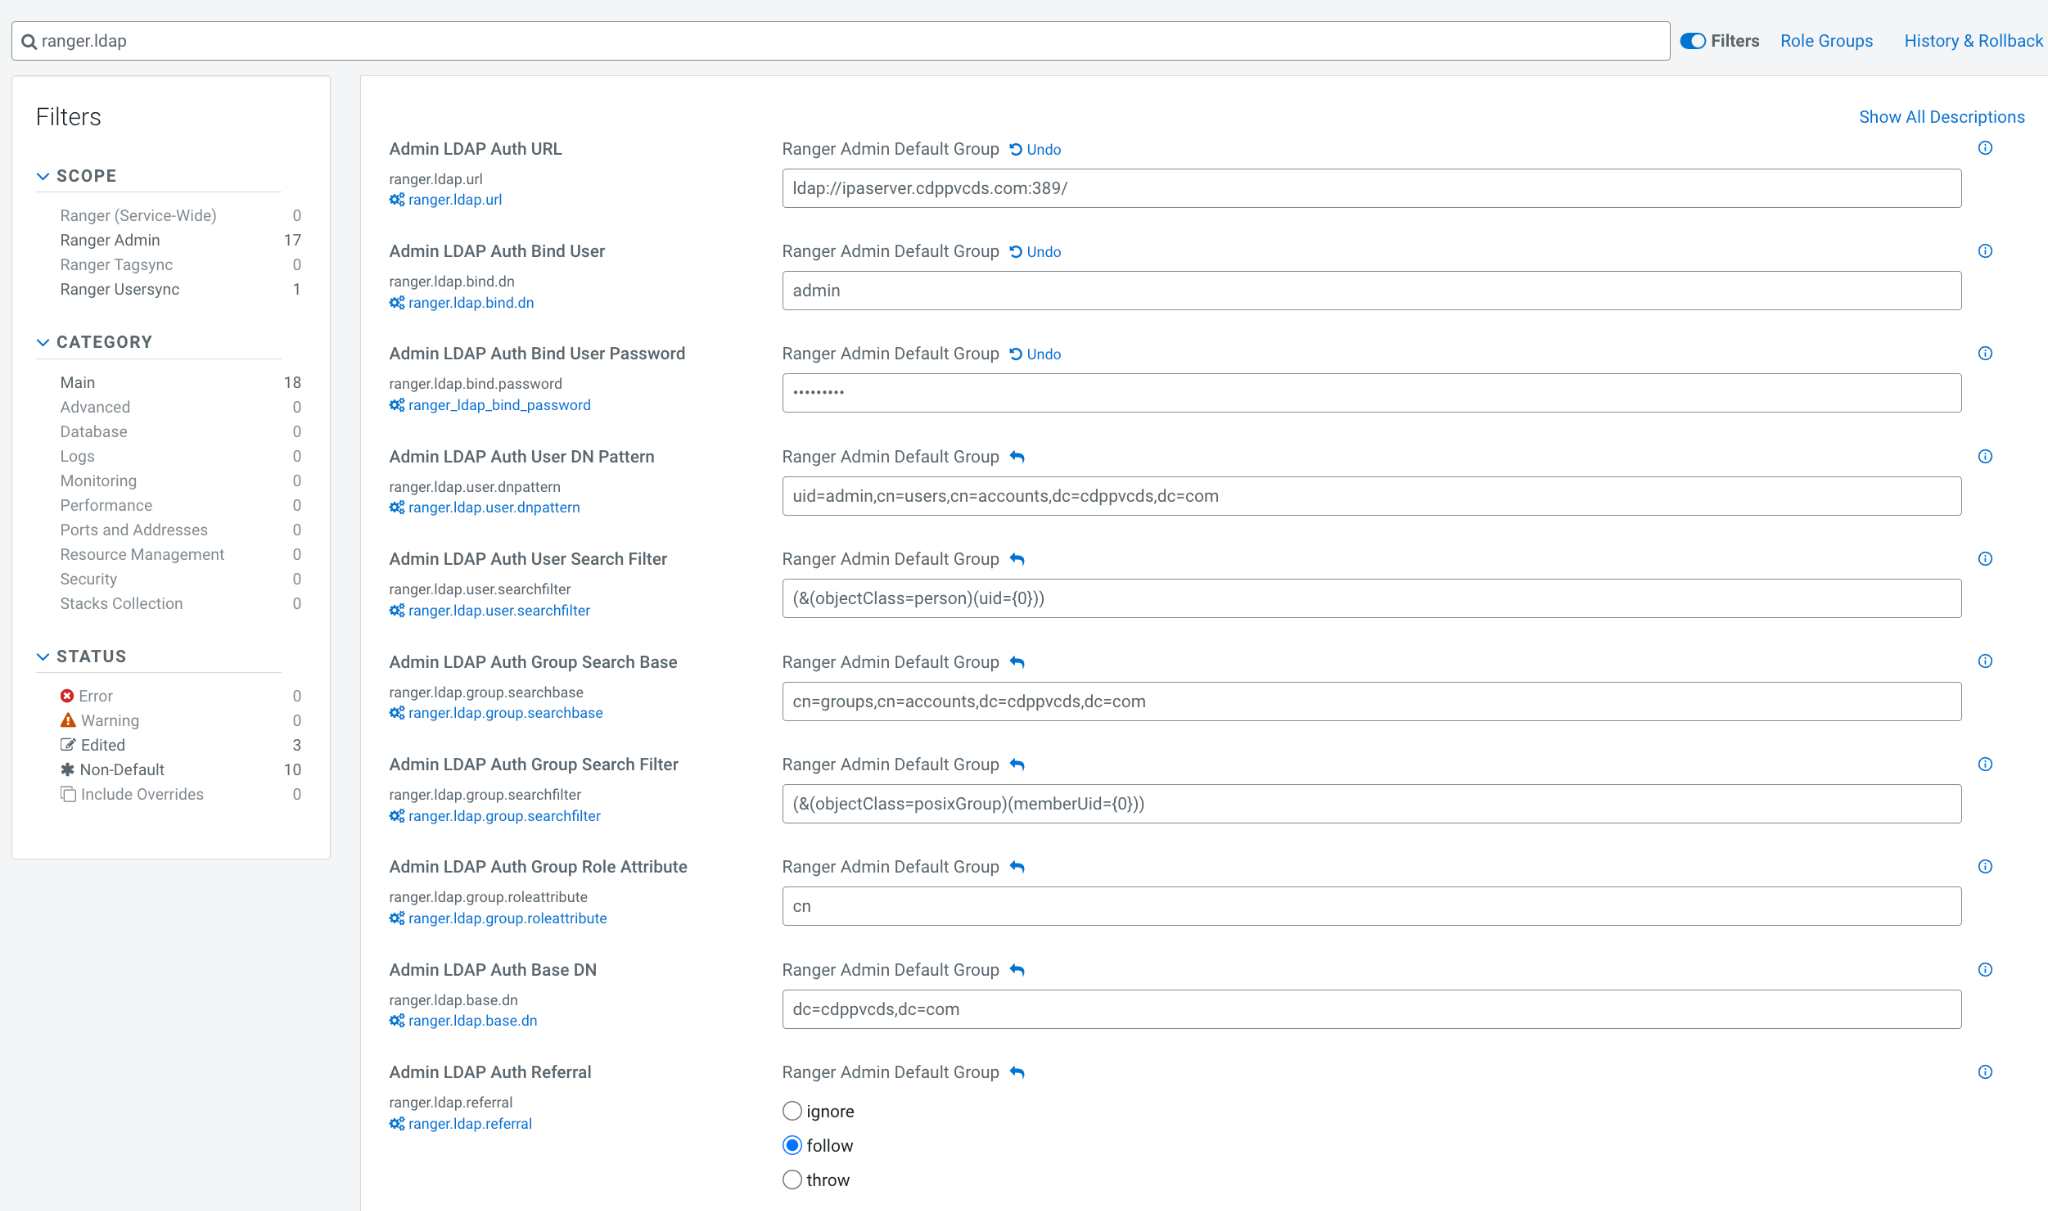 ranger.ldap
Filters
Role Groups
History & Rollback
Filters
SCOPE
Ranger (Service-Wide) 0
Ranger Admin 17
Ranger Tagsync 0
Ranger Usersync 1
CATEGORY
Main 18
Advanced 0
Database 0
Logs 0
Monitoring 0
Performance 0
Ports and Addresses 0
Resource Management 0
Security 0
Stacks Collection 0
STATUS
Error 0
Warning 0
Edited 3
Non-Default 10
Include Overrides 0
Show All Descriptions
Admin LDAP Auth URL
ranger.ldap.url
ranger.ldap.url
Ranger Admin Default Group Undo
ldap://ipaserver.cdppvcds.com:389/
Admin LDAP Auth Bind User
ranger.ldap.bind.dn
ranger.ldap.bind.dn
Ranger Admin Default Group Undo
admin
Admin LDAP Auth Bind User Password
ranger.ldap.bind.password
ranger_ldap_bind_password
Ranger Admin Default Group Undo
•••••••••
Admin LDAP Auth User DN Pattern
ranger.ldap.user.dnpattern
ranger.ldap.user.dnpattern
Ranger Admin Default Group
uid=admin,cn=users,cn=accounts,dc=cdppvcds,dc=com
Admin LDAP Auth User Search Filter
ranger.ldap.user.searchfilter
ranger.ldap.user.searchfilter
Ranger Admin Default Group
(&(objectClass=person)(uid={0}))
Admin LDAP Auth Group Search Base
ranger.ldap.group.searchbase
ranger.ldap.group.searchbase
Ranger Admin Default Group
cn=groups,cn=accounts,dc=cdppvcds,dc=com
Admin LDAP Auth Group Search Filter
ranger.ldap.group.searchfilter
ranger.ldap.group.searchfilter
Ranger Admin Default Group
(&(objectClass=posixGroup)(memberUid={0}))
Admin LDAP Auth Group Role Attribute
ranger.ldap.group.roleattribute
ranger.ldap.group.roleattribute
Ranger Admin Default Group
cn
Admin LDAP Auth Base DN
ranger.ldap.base.dn
ranger.ldap.base.dn
Ranger Admin Default Group
dc=cdppvcds,dc=com
Admin LDAP Auth Referral
ranger.ldap.referral
ranger.ldap.referral
Ranger Admin Default Group
ignore
follow
throw